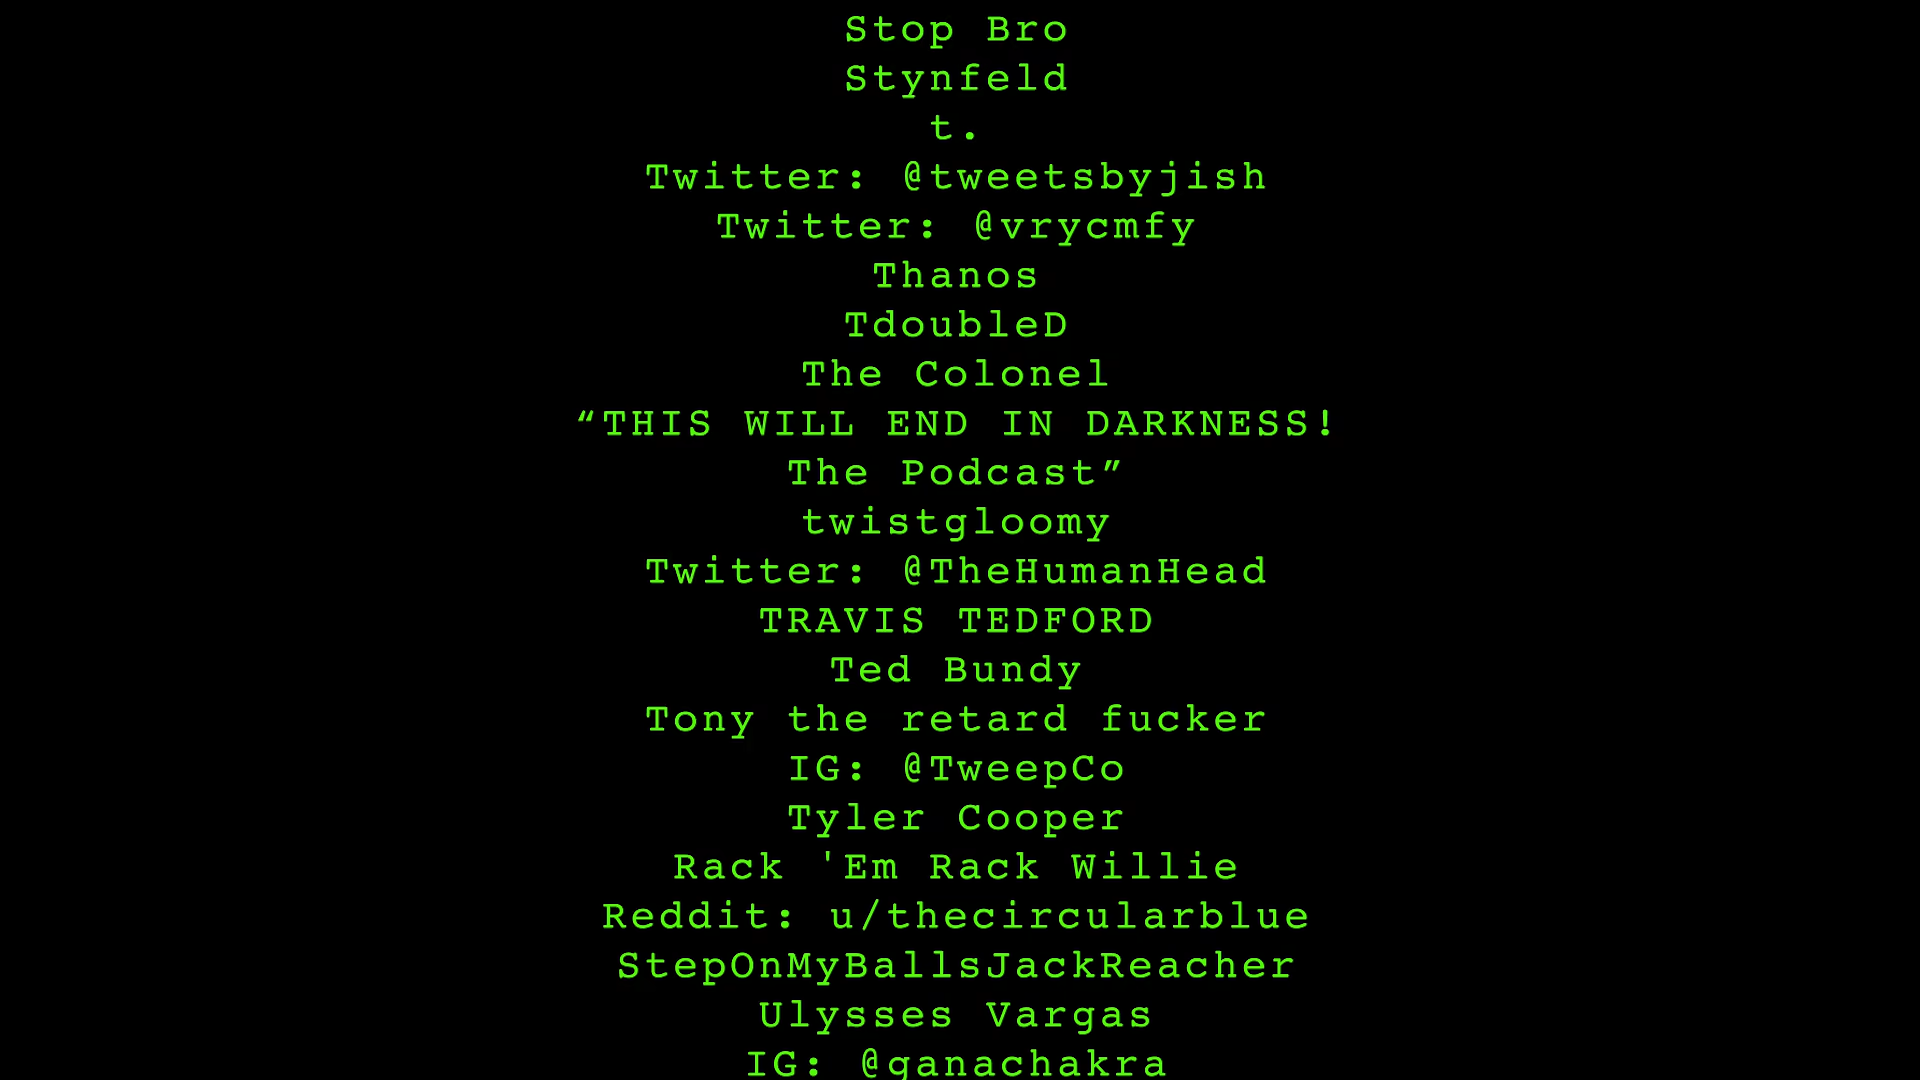 Stop Bro
Stynfeld
t.
Twitter: @tweetsbyjish
Twitter: @vrycmfy
Thanos
TdoubleD
The Colonel
“THIS WILL END IN DARKNESS!
The Podcast”
twistgloomy
Twitter: @TheHumanHead
TRAVIS TEDFORD
Ted Bundy
Tony the retard fucker
IG: @TweepCo
Tyler Cooper
Rack 'Em Rack Willie
Reddit: u/thecircularblue
StepOnMyBallsJackReacher
Ulysses Vargas
IG: @ganachakra